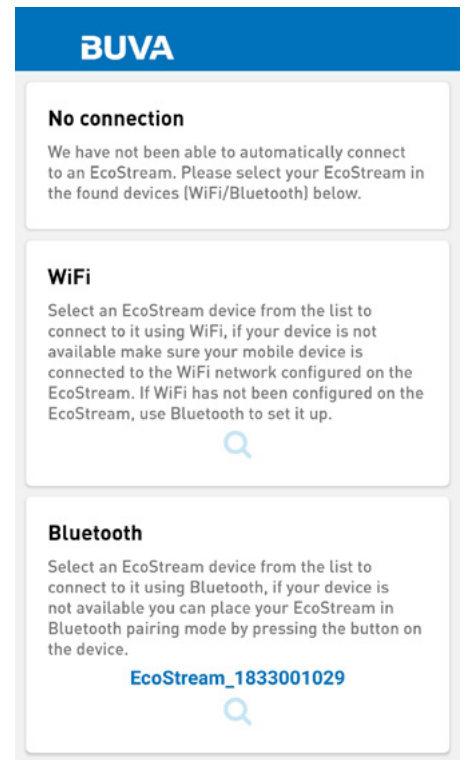 BUVA
No connection
We have not been able to automatically connect
to an EcoStream. Please select your EcoStream in
the found devices (WiFi/Bluetooth) below.
WiFi
Select an EcoStream device from the list to
connect to it using WiFi, if your device is not
available make sure your mobile device is
connected to the WiFi network configured on the
EcoStream. If WiFi has not been configured on the
EcoStream, use Bluetooth to set it up.
Bluetooth
Select an EcoStream device from the list to
connect to it using Bluetooth, if your device is
not available you can place your EcoStream in
Bluetooth pairing mode by pressing the button on
the device.
EcoStream_1833001029